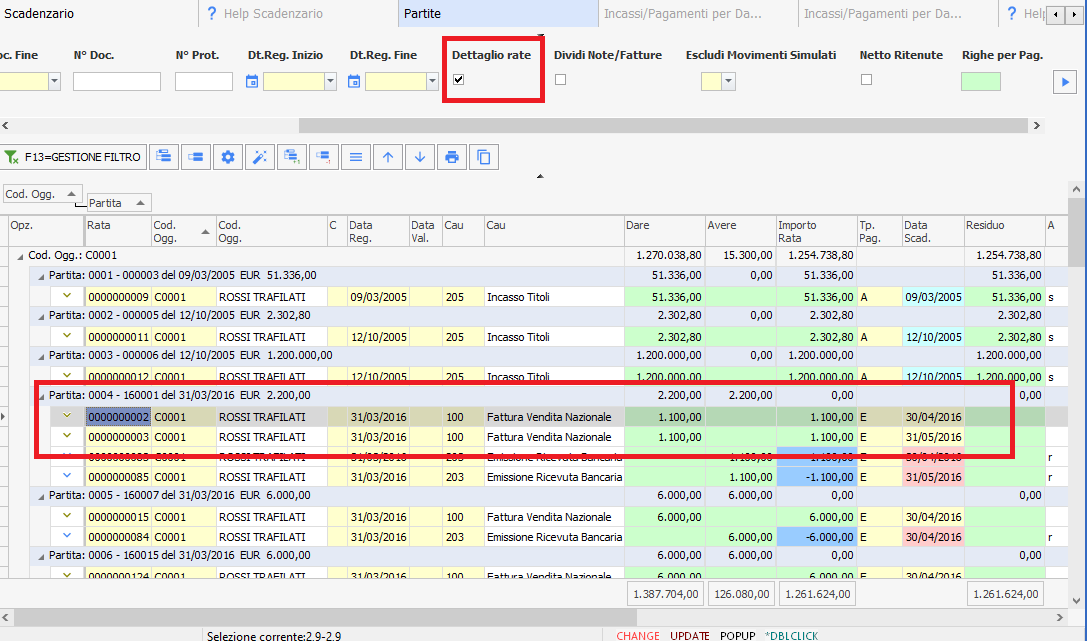 Scadenzario ? Help Scadenzario Partite Incassi/Pagamenti per Da... Incassi/Pagamenti per Da... ? Help
oc. Fine N° Doc. N° Prot. Dt.Reg. Inizio Dt.Reg. Fine Dettaglio rate Dividi Note/Fatture Escludi Movimenti Simulati Netto Ritenute Righe per Pag.
F13=GESTIONE FILTRO
Cod. Ogg.
Partita
Opz. Rata Cod. Ogg. Cod. Ogg. C Data Reg. Data Val. Cau Cau Dare Avere Importo Rata Tp. Pag. Data Scad. Residuo A
Cod. Ogg.: C0001 1.270.038,80 15.300,00 1.254.738,80 1.254.738,80
Partita: 0001 - 000003 del 09/03/2005 EUR 51.336,00 51.336,00 0,00 51.336,00 51.336,00
0000000009 C0001 ROSSI TRAFILATI 09/03/2005 205 Incasso Titoli 51.336,00 51.336,00 A 09/03/2005 51.336,00 s
Partita: 0002 - 000005 del 12/10/2005 EUR 2.302,80 2.302,80 0,00 2.302,80 2.302,80
0000000011 C0001 ROSSI TRAFILATI 12/10/2005 205 Incasso Titoli 2.302,80 2.302,80 A 12/10/2005 2.302,80 s
Partita: 0003 - 000006 del 12/10/2005 EUR 1.200.000,00 1.200.000,00 0,00 1.200.000,00 1.200.000,00
0000000012 C0001 ROSSI TRAFILATI 12/10/2005 205 Incasso Titoli 1.200.000,00 1.200.000,00 A 12/10/2005 1.200.000,00 s
Partita: 0004 - 160001 del 31/03/2016 EUR 2.200,00 2.200,00 2.200,00 0,00 0,00
0000000002 C0001 ROSSI TRAFILATI 31/03/2016 100 Fattura Vendita Nazionale 1.100,00 1.100,00 E 30/04/2016
0000000003 C0001 ROSSI TRAFILATI 31/03/2016 100 Fattura Vendita Nazionale 1.100,00 1.100,00 E 31/05/2016
C0001 ROSSI TRAFILATI 31/03/2016 203 Emissione Ricevuta Bancaria 1.100,00 -1.100,00 E 30/04/2016 r
0000000085 C0001 ROSSI TRAFILATI 31/03/2016 203 Emissione Ricevuta Bancaria 1.100,00 -1.100,00 E 31/05/2016 r
Partita: 0005 - 160007 del 31/03/2016 EUR 6.000,00 6.000,00 6.000,00 0,00 0,00
0000000015 C0001 ROSSI TRAFILATI 31/03/2016 100 Fattura Vendita Nazionale 6.000,00 6.000,00 E 30/04/2016
0000000084 C0001 ROSSI TRAFILATI 31/03/2016 203 Emissione Ricevuta Bancaria 6.000,00 -6.000,00 E 30/04/2016 r
Partita: 0006 - 160015 del 31/03/2016 EUR 6.000,00 6.000,00 6.000,00 0,00 0,00
0000000124 C0001 ROSSI TRAFILATI 31/03/2016 100 Fattura Vendita Nazionale 6.000,00 6.000,00 E 30/04/2016
1.387.704,00 126.080,00 1.261.624,00 1.261.624,00
Selezione corrente:2.9-2.9 CHANGE UPDATE POPUP *DBLCLICK